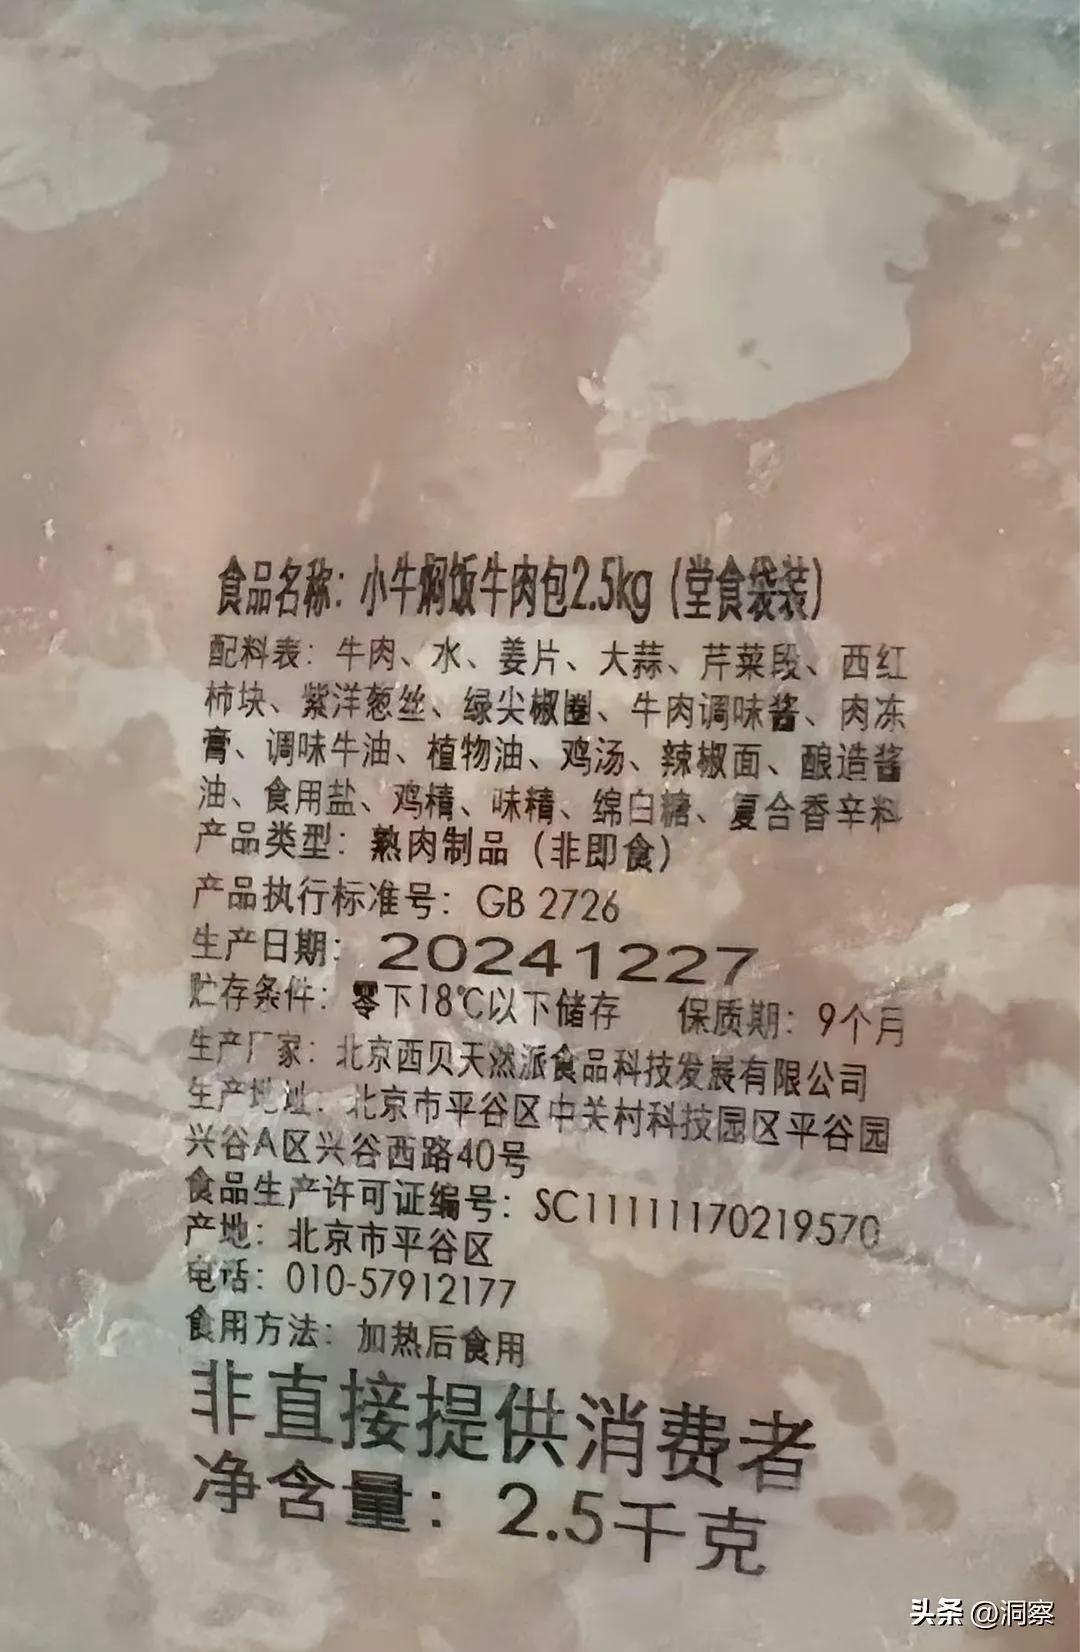 食品名称：小牛焖饭牛肉包2.5kg（堂食袋装）
配料表：牛肉、水、姜片、大蒜、芹菜段、西红
柿块、紫洋葱丝、绿尖椒圈、牛肉调味酱、肉冻
膏、调味牛油、植物油、鸡汤、辣椒面、酿造酱
油、食用盐、鸡精、味精、绵白糖、复合香辛料
产品类型：熟肉制品（非即食）
产品执行标准号：GB 2726
生产日期：20241227
贮存条件：零下18℃以下储存 保质期：9个月
生产厂家：北京西贝天然派食品科技发展有限公司
生产地址：北京市平谷区中关村科技园区平谷园
兴谷A区兴谷西路40号
食品生产许可证编号：SC11111170219570
产地：北京市平谷区
电话：010-57912177
食用方法：加热后食用
非直接提供消费者
净含量：2.5千克
头条 @洞察